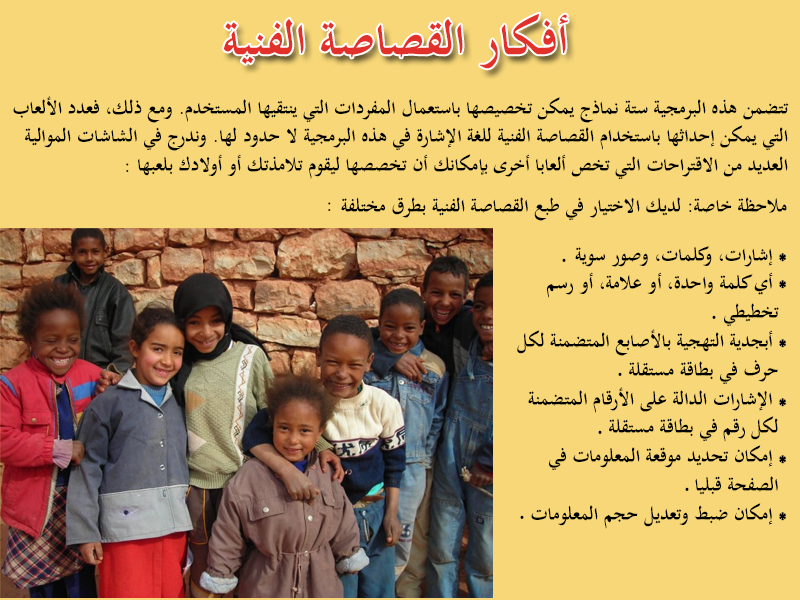 أفكار القصاصة الفنية
تتضمن هذه البرمجية ستة نماذج يمكن تخصيصها باستعمال المفردات التي ينتقيها المستخدم. ومع ذلك، فعدد الألعاب
التي يمكن إحداثها باستخدام القصاصة الفنية للغة الإشارة في هذه البرمجية لا حدود لها. وندرج في الشاشات الموالية
العديد من الاقتراحات التي تخص ألعابا أخرى بإمكانك أن تخصصها ليقوم تلامذتك أو أولادك بلعبها :
ملاحظة خاصة: لديك الاختيار في طبع القصاصة الفنية بطرق مختلفة :
* إشارات، وكلمات، وصور سوية .
* أي كلمة واحدة، أو علامة، أو رسم
تخطيطي .
* أبجدية التهجية بالأصابع المتضمنة لكل
حرف في بطاقة مستقلة .
* الإشارات الدالة على الأرقام المتضمنة
لكل رقم في بطاقة مستقلة .
* إمكان تحديد موقعة المعلومات في
الصفحة قبليا .
* إمكان ضبط وتعديل حجم المعلومات .